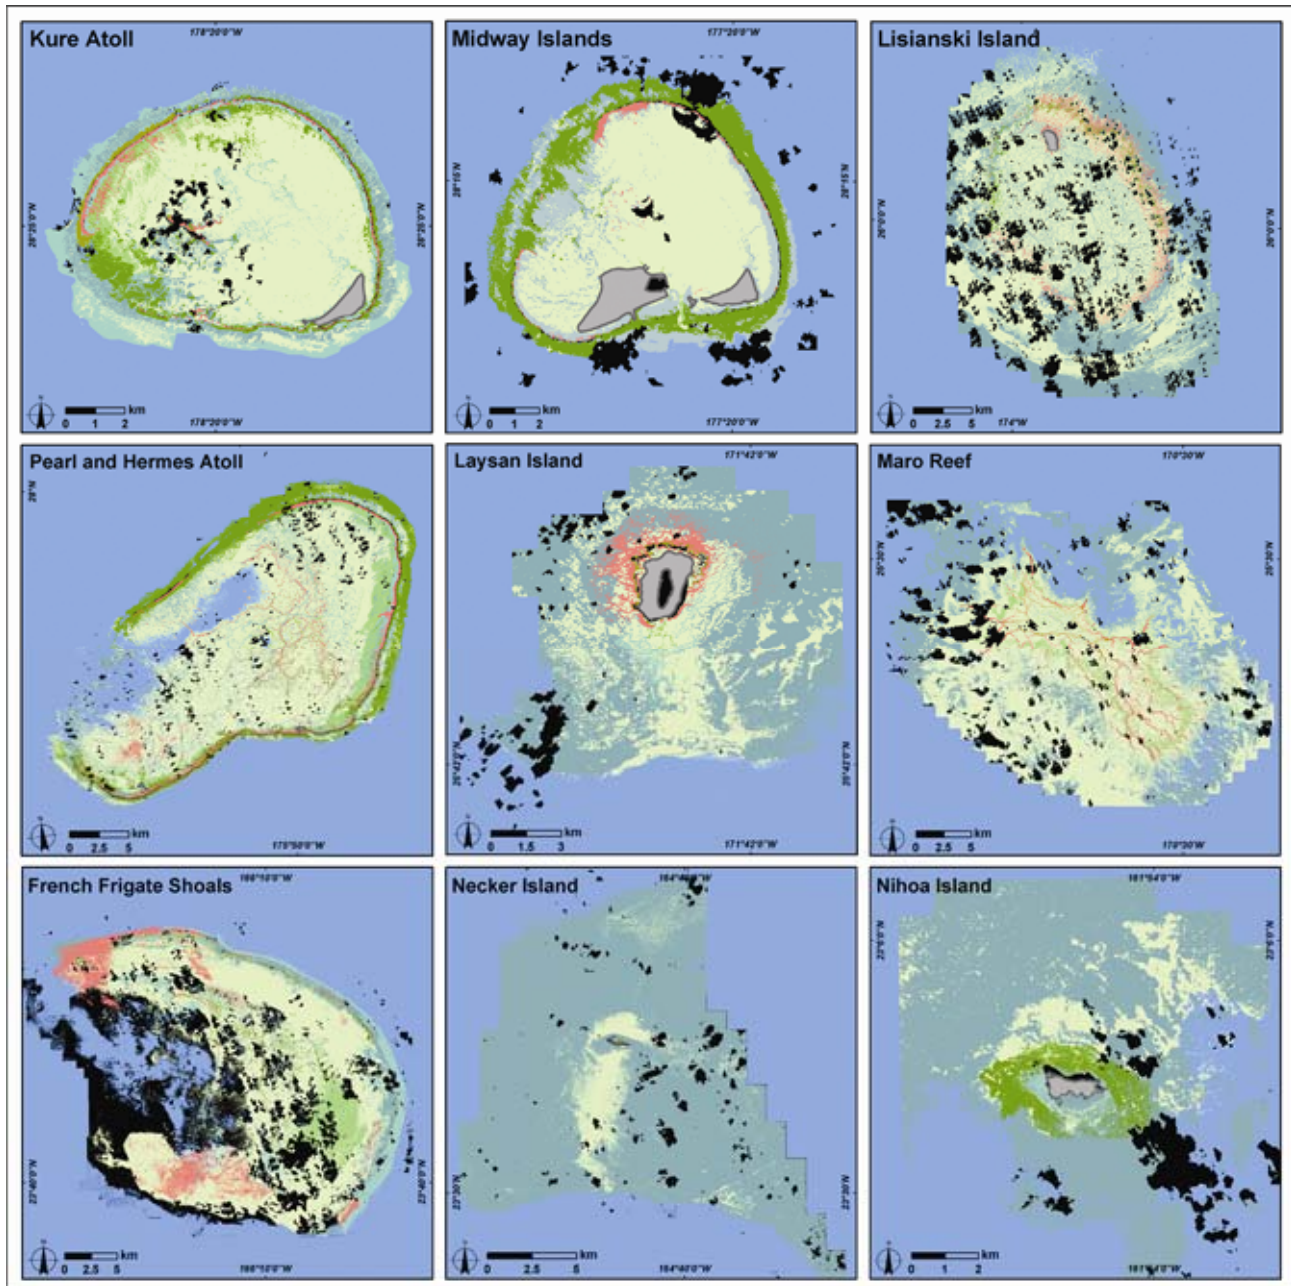 Kure Atoll
178°20'0"W
28°25'0"N
28°25'0"N
km
0 1 2
178°20'0"W
Midway Islands
177°20'0"W
28°15'N
28°15'N
km
0 1 2
177°20'0"W
Lisianski Island
26°0'0"N
26°0'0"N
km
0 2.5 5
174°W
Pearl and Hermes Atoll
28°N
km
0 2.5 5
175°50'0"W
Laysan Island
171°42'0"W
25°42'0"N
25°42'0"N
km
0 1.5 3
171°42'0"W
Maro Reef
170°30'W
25°30'N
25°30'N
km
0 2.5 5
170°30'W
French Frigate Shoals
166°10'0"W
23°40'0"N
23°40'0"N
km
0 2.5 5
166°10'0"W
Necker Island
164°40'0"W
23°30'N
23°30'N
km
0 2.5 5
164°40'0"W
Nihoa Island
161°54'0"W
23°6'0"N
23°6'0"N
km
0 1 2
161°54'0"W